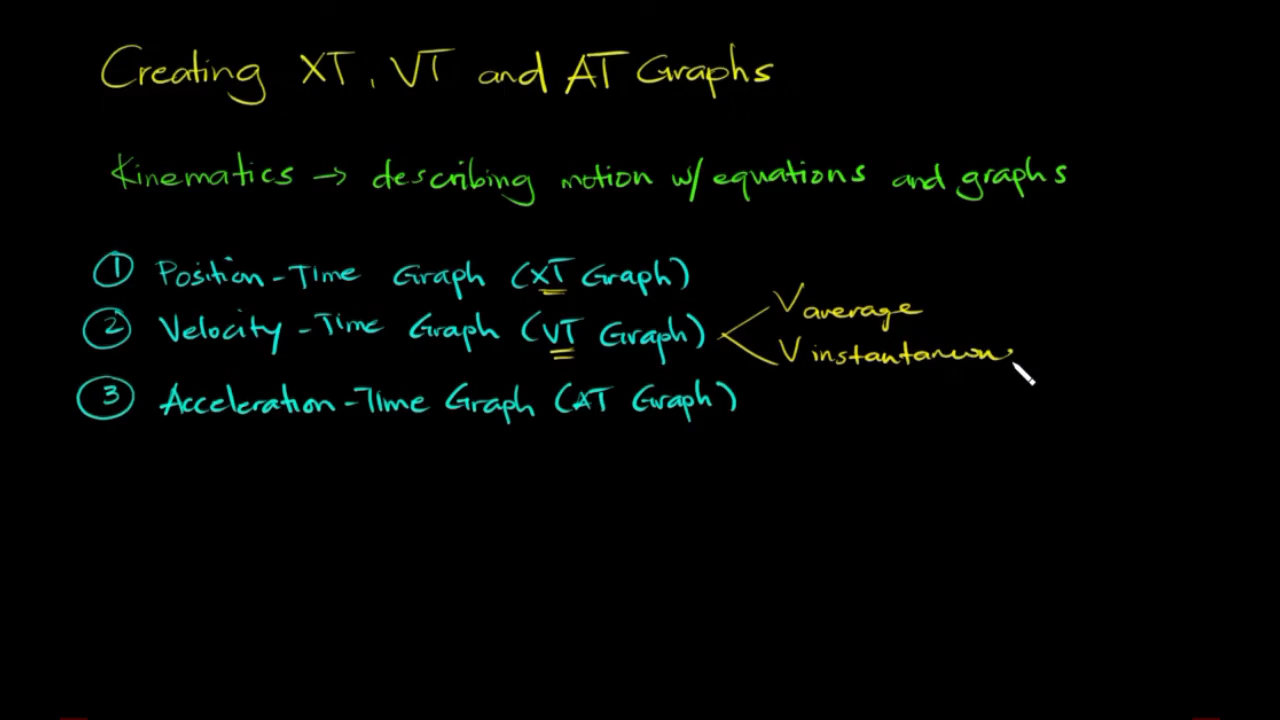 Creating XT, VT and AT Graphs
Kinematics → describing motion w/ equations and graphs
① Position-Time Graph (XT Graph)
② Velocity-Time Graph (VT Graph)
V average
V instantaneou
③ Acceleration-Time Graph (AT Graph)